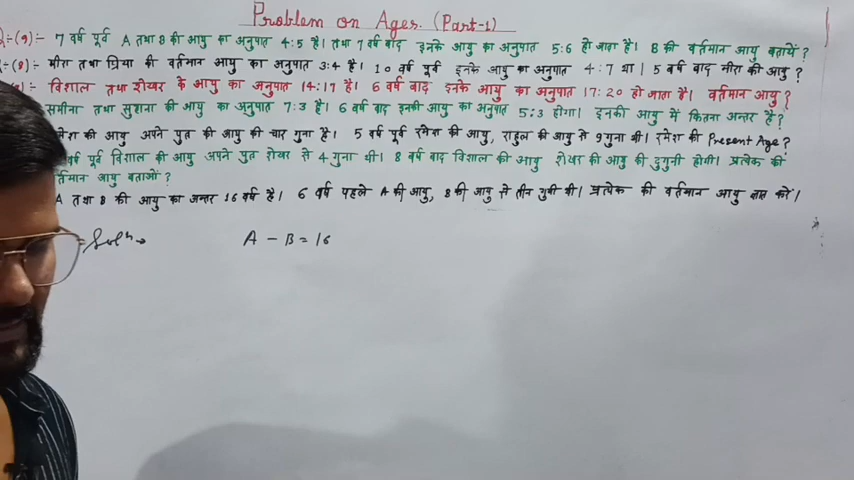 Problem on Ages. (Part-1)
÷(9):- 7 वर्ष पूर्व A तथा B की आयु का अनुपात 4:5 है। तथा 7 वर्ष बाद इनके आयु का अनुपात 5:6 हो जाता है। B की वर्तमान आयु बतायें?
÷(8):- मीरा तथा प्रिया की वर्तमान आयु का अनुपात 3:4 है। 10 वर्ष पूर्व इनके आयु का अनुपात 4:7 था। 5 वर्ष बाद मीरा की आयु?
:- विशाल तथा शेखर के आयु का अनुपात 14:17 है। 6 वर्ष बाद इनके आयु का अनुपात 17:20 हो जाता है। वर्तमान आयु?
समीना तथा सुहाना की आयु का अनुपात 7:3 है। 6 वर्ष बाद इनकी आयु का अनुपात 5:3 होगा। इनकी आयु में कितना अन्तर है?
की आयु अपने पुत्र की आयु की चार गुना है। 5 वर्ष पूर्व रमेश की आयु, राहुल की आयु से 9 गुना थी। रमेश की Present Age?
वर्ष पूर्व विशाल की आयु अपने पुत्र शेखर से 4 गुना थी। 8 वर्ष बाद विशाल की आयु शेखर की आयु की दुगुनी होगी। प्रत्येक की
आयु बताओ?
A तथा B की आयु का अन्तर 16 वर्ष है। 6 वर्ष पहले A की आयु, B की आयु से तीन गुनी थी। प्रत्येक की वर्तमान आयु ज्ञात करें।
= Solⁿ→ A - B = 16